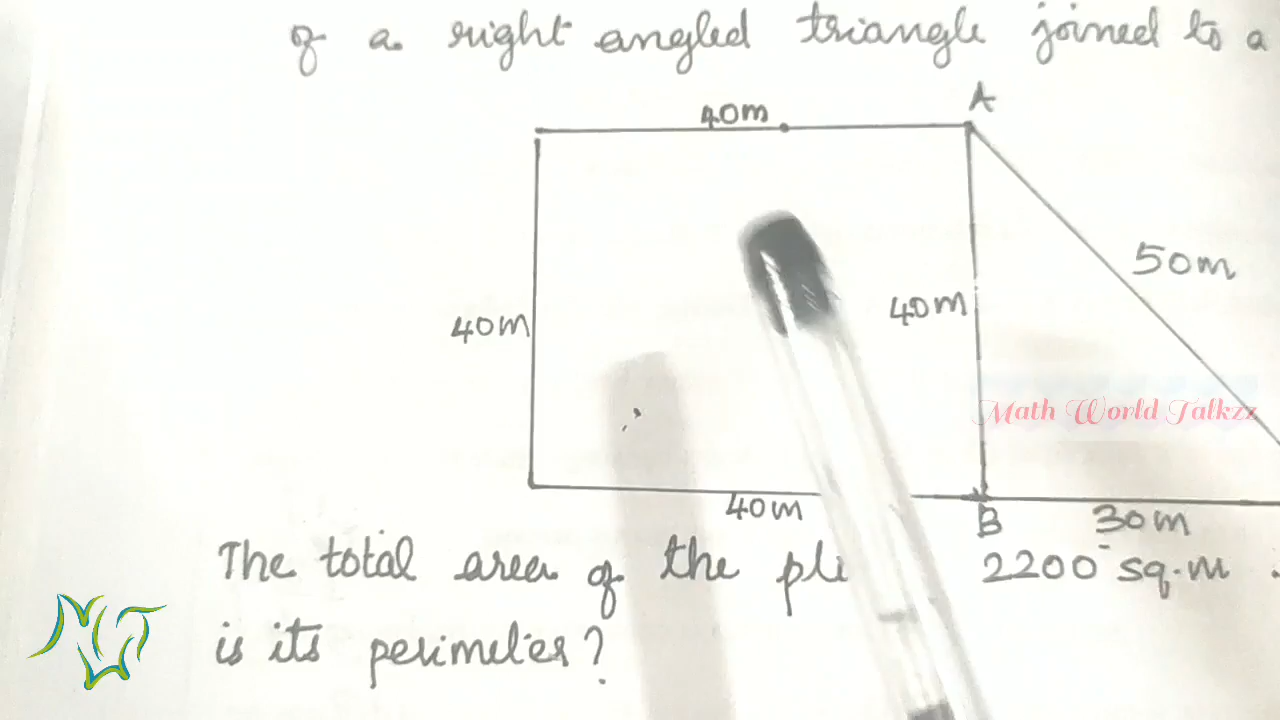 of a right angled triangle joined to a
40m
A
50m
40m
40m
Math World Talkzz
40m
B
30m
The total area of the 2200 sq.m
is its perimeter?
MWT